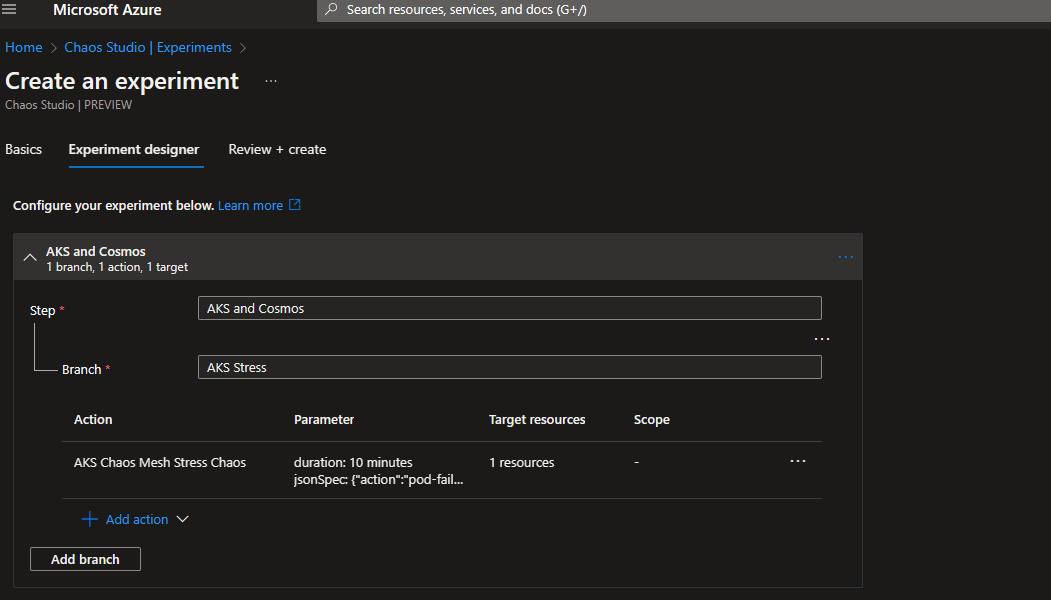 Microsoft Azure
Search resources, services, and docs (G+/)
Home > Chaos Studio | Experiments >
Create an experiment ...
Chaos Studio | PREVIEW
Basics Experiment designer Review + create
Configure your experiment below. Learn more
AKS and Cosmos
1 branch, 1 action, 1 target
...
Step * AKS and Cosmos
...
Branch * AKS Stress
Action Parameter Target resources Scope
AKS Chaos Mesh Stress Chaos duration: 10 minutes 1 resources - ...
jsonSpec: {"action":"pod-fail...
+ Add action
Add branch